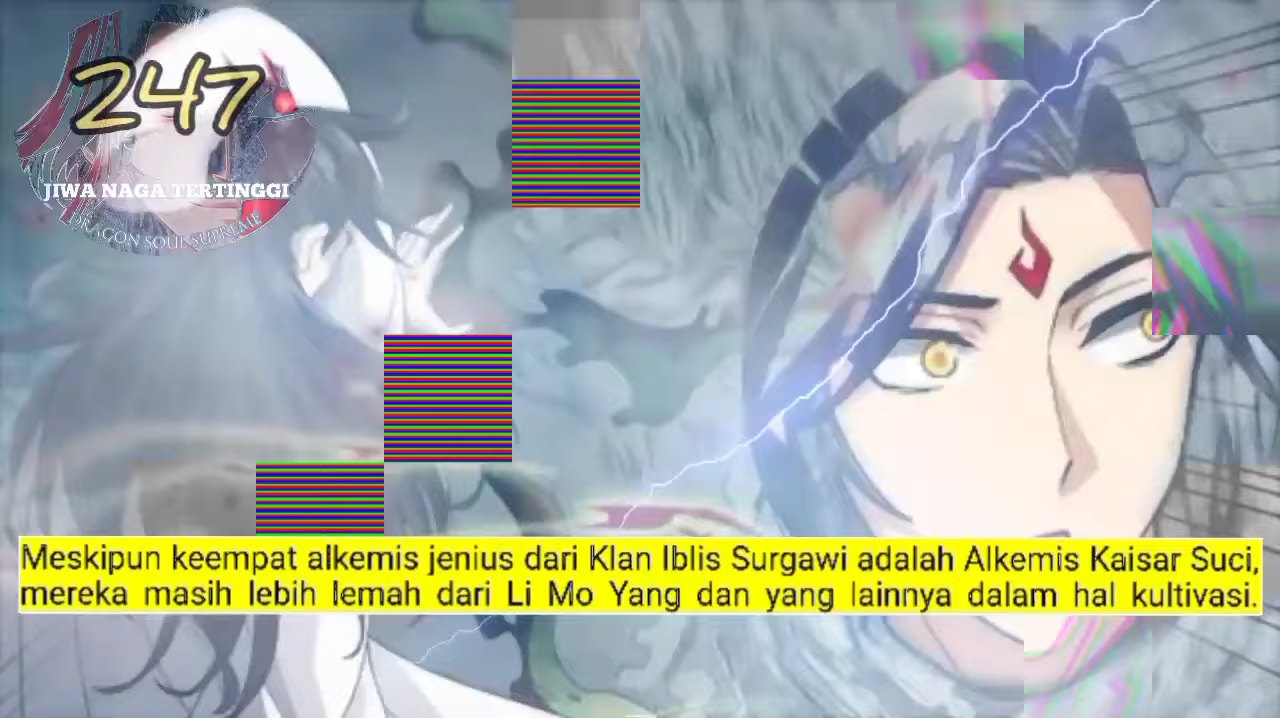 247
JIWA NAGA TERTINGGI
DRAGON SOUL SUPREME
Meskipun keempat alkemis jenius dari Klan Iblis Surgawi adalah Alkemis Kaisar Suci,
mereka masih lebih lemah dari Li Mo Yang dan yang lainnya dalam hal kultivasi.